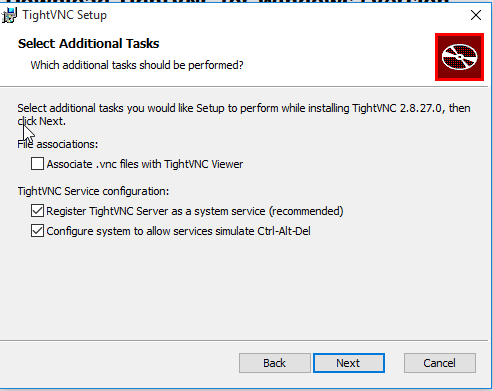 TightVNC Setup
Select Additional Tasks
Which additional tasks should be performed?
Select additional tasks you would like Setup to perform while installing TightVNC 2.8.27.0, then
click Next.
File associations:
Associate .vnc files with TightVNC Viewer
TightVNC Service configuration:
Register TightVNC Server as a system service (recommended)
Configure system to allow services simulate Ctrl-Alt-Del
Back
Next
Cancel